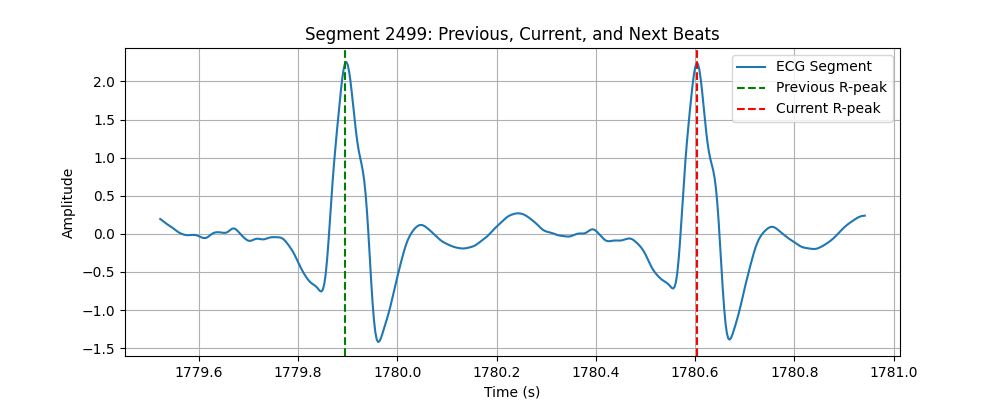 Segment 2499: Previous, Current, and Next Beats
ECG Segment
Previous R-peak
Current R-peak
Amplitude
2.0
1.5
1.0
0.5
0.0
−0.5
−1.0
−1.5
1779.6 1779.8 1780.0 1780.2 1780.4 1780.6 1780.8 1781.0
Time (s)